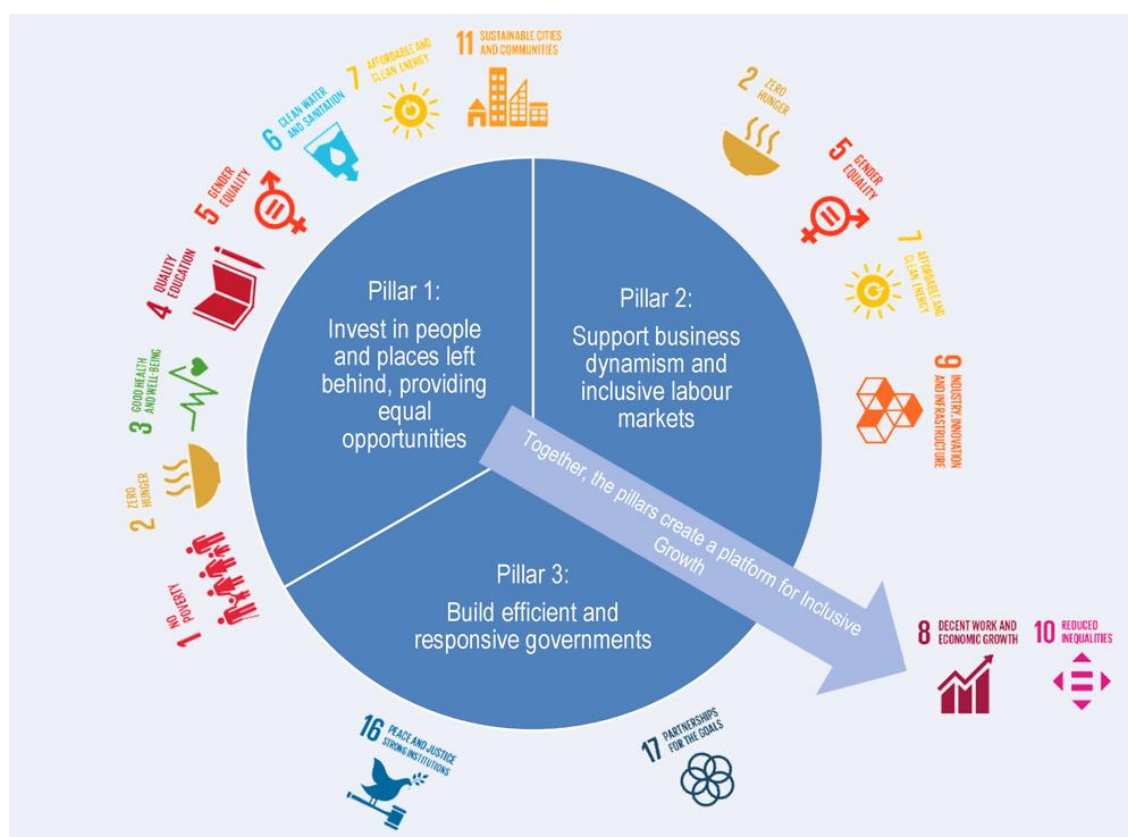 11 SUSTAINABLE CITIES
AND COMMUNITIES
7 AFFORDABLE AND
CLEAN ENERGY
6 CLEAN WATER
AND SANITATION
5 GENDER
EQUALITY
4 QUALITY
EDUCATION
3 GOOD HEALTH
AND WELL-BEING
2 ZERO
HUNGER
1 NO
POVERTY
2 ZERO
HUNGER
5 GENDER
EQUALITY
7 AFFORDABLE AND
CLEAN ENERGY
9 INDUSTRY, INNOVATION
AND INFRASTRUCTURE
Pillar 1:
Invest in people
and places left
behind, providing
equal
opportunities
Pillar 2:
Support business
dynamism and
inclusive labour
markets
Together, the pillars create a platform for Inclusive
Growth
Pillar 3:
Build efficient and
responsive governments
8 DECENT WORK AND
ECONOMIC GROWTH
10 REDUCED
INEQUALITIES
16 PEACE AND JUSTICE
STRONG INSTITUTIONS
17 PARTNERSHIPS
FOR THE GOALS